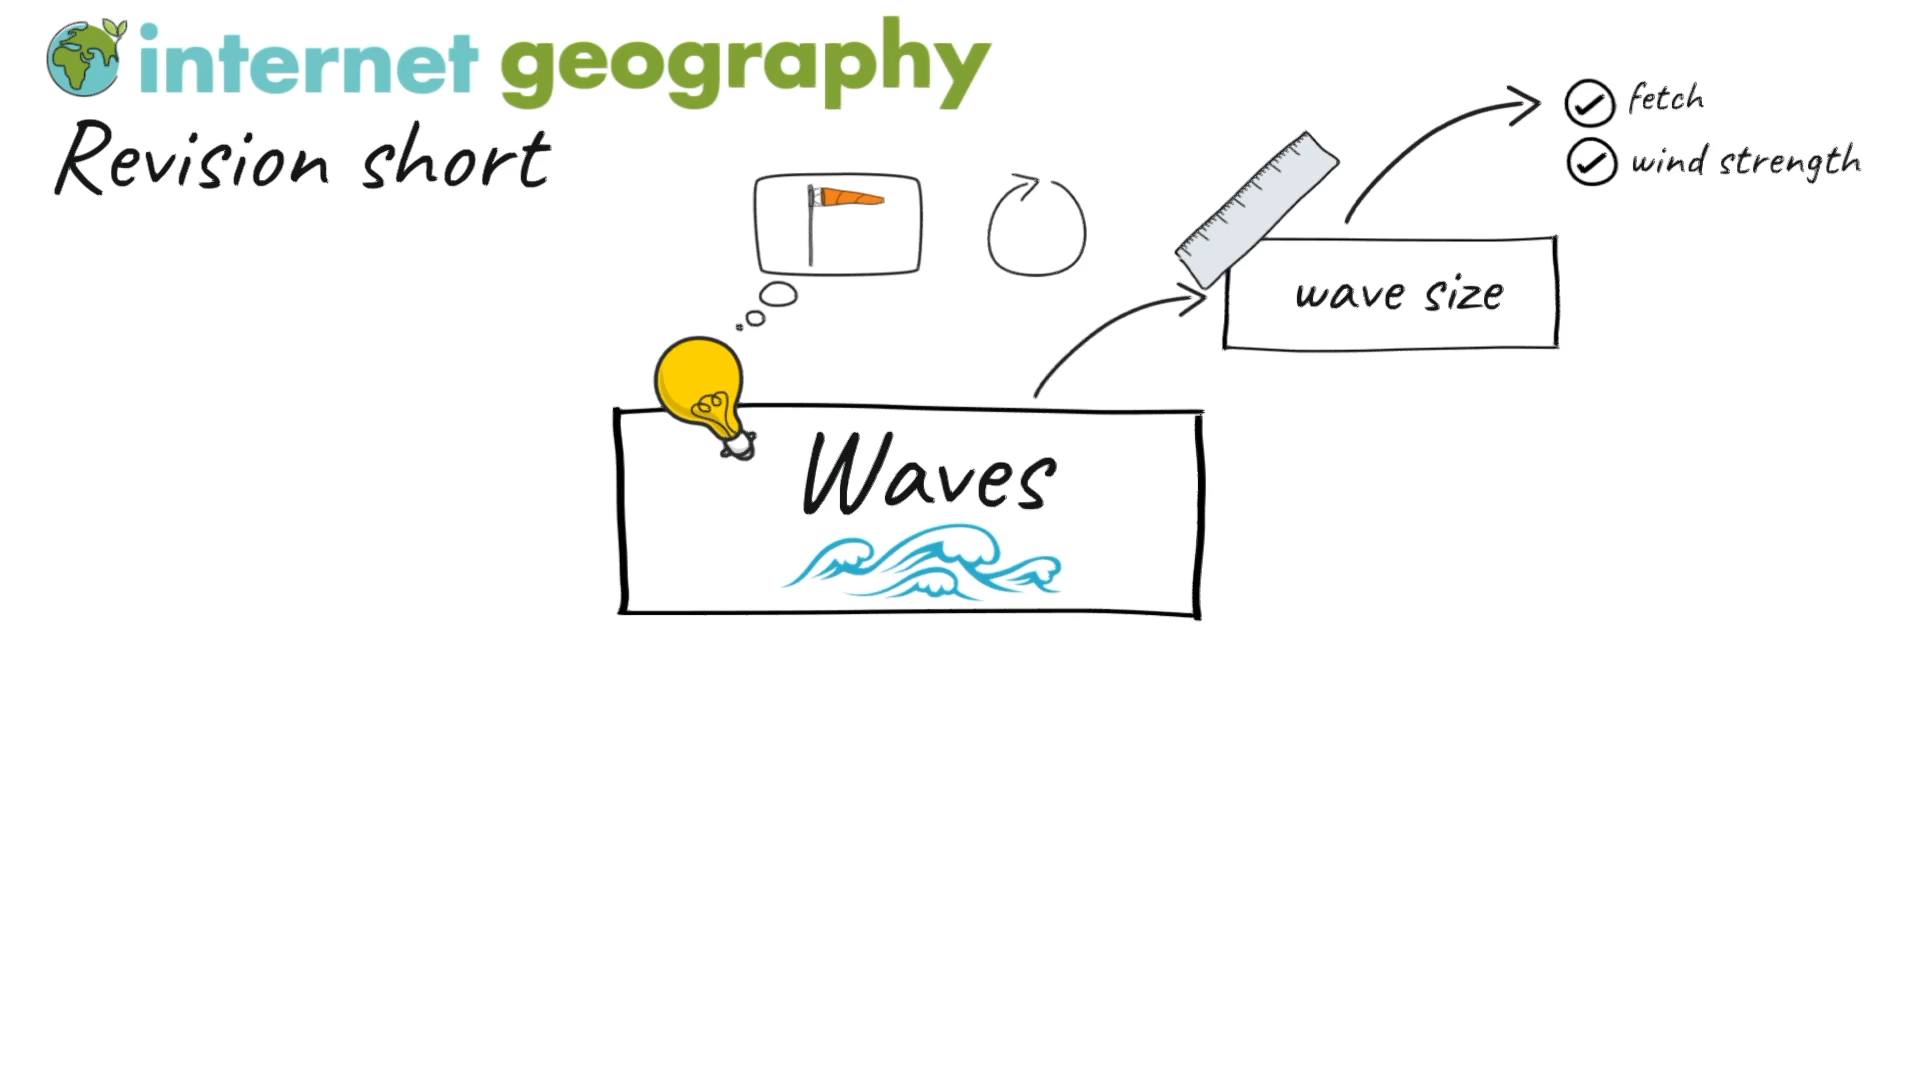 internet geography
Revision short
fetch
wind strength
wave size
Waves